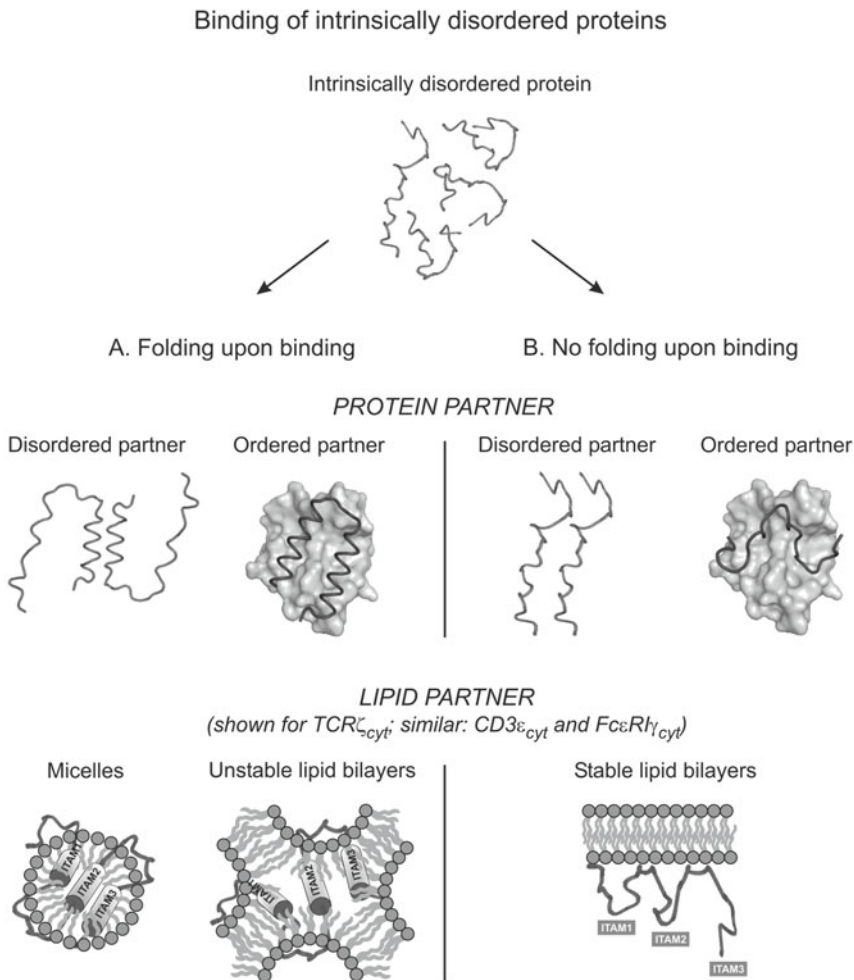 Binding of intrinsically disordered proteins
Intrinsically disordered protein
A. Folding upon binding
B. No folding upon binding
PROTEIN PARTNER
Disordered partner
Ordered partner
Disordered partner
Ordered partner
LIPID PARTNER
(shown for TCRζcyt; similar: CD3εcyt and FcεRIγcyt)
Micelles
Unstable lipid bilayers
Stable lipid bilayers
ITAM1
ITAM2
ITAM3
ITAM1
ITAM2
ITAM3
ITAM1
ITAM2
ITAM3